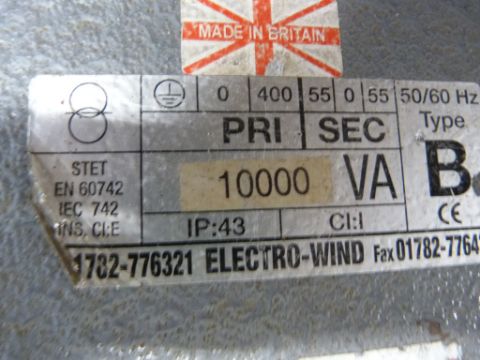 MADE IN BRITAIN
0 400 55 0 55 50/60 Hz
PRI SEC Type
STET
EN 60742
IEC 742
INS. Cl:E
10000 VA B
IP:43 Cl:I CE
1782-776321 ELECTRO-WIND Fax 01782-7764